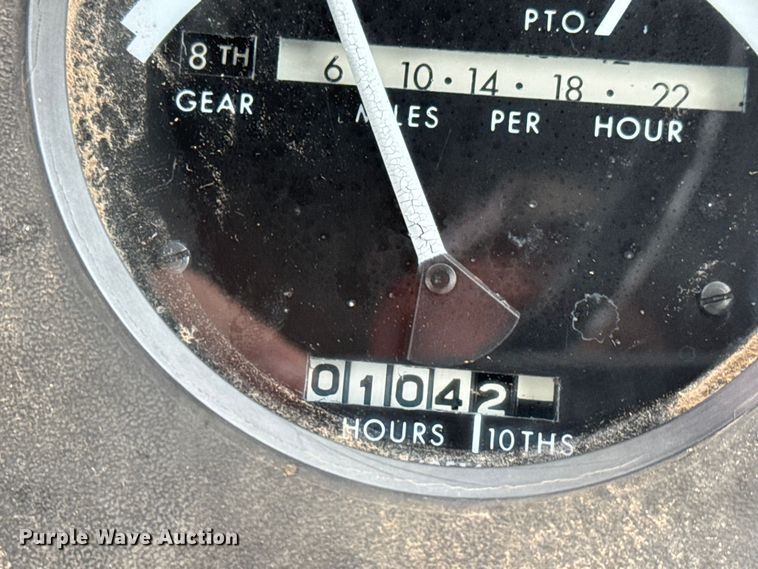 P.T.O.
8 TH
6 10 • 14 • 18 • 22
GEAR
MILES PER HOUR
01042
HOURS 10THS
Purple Wave Auction